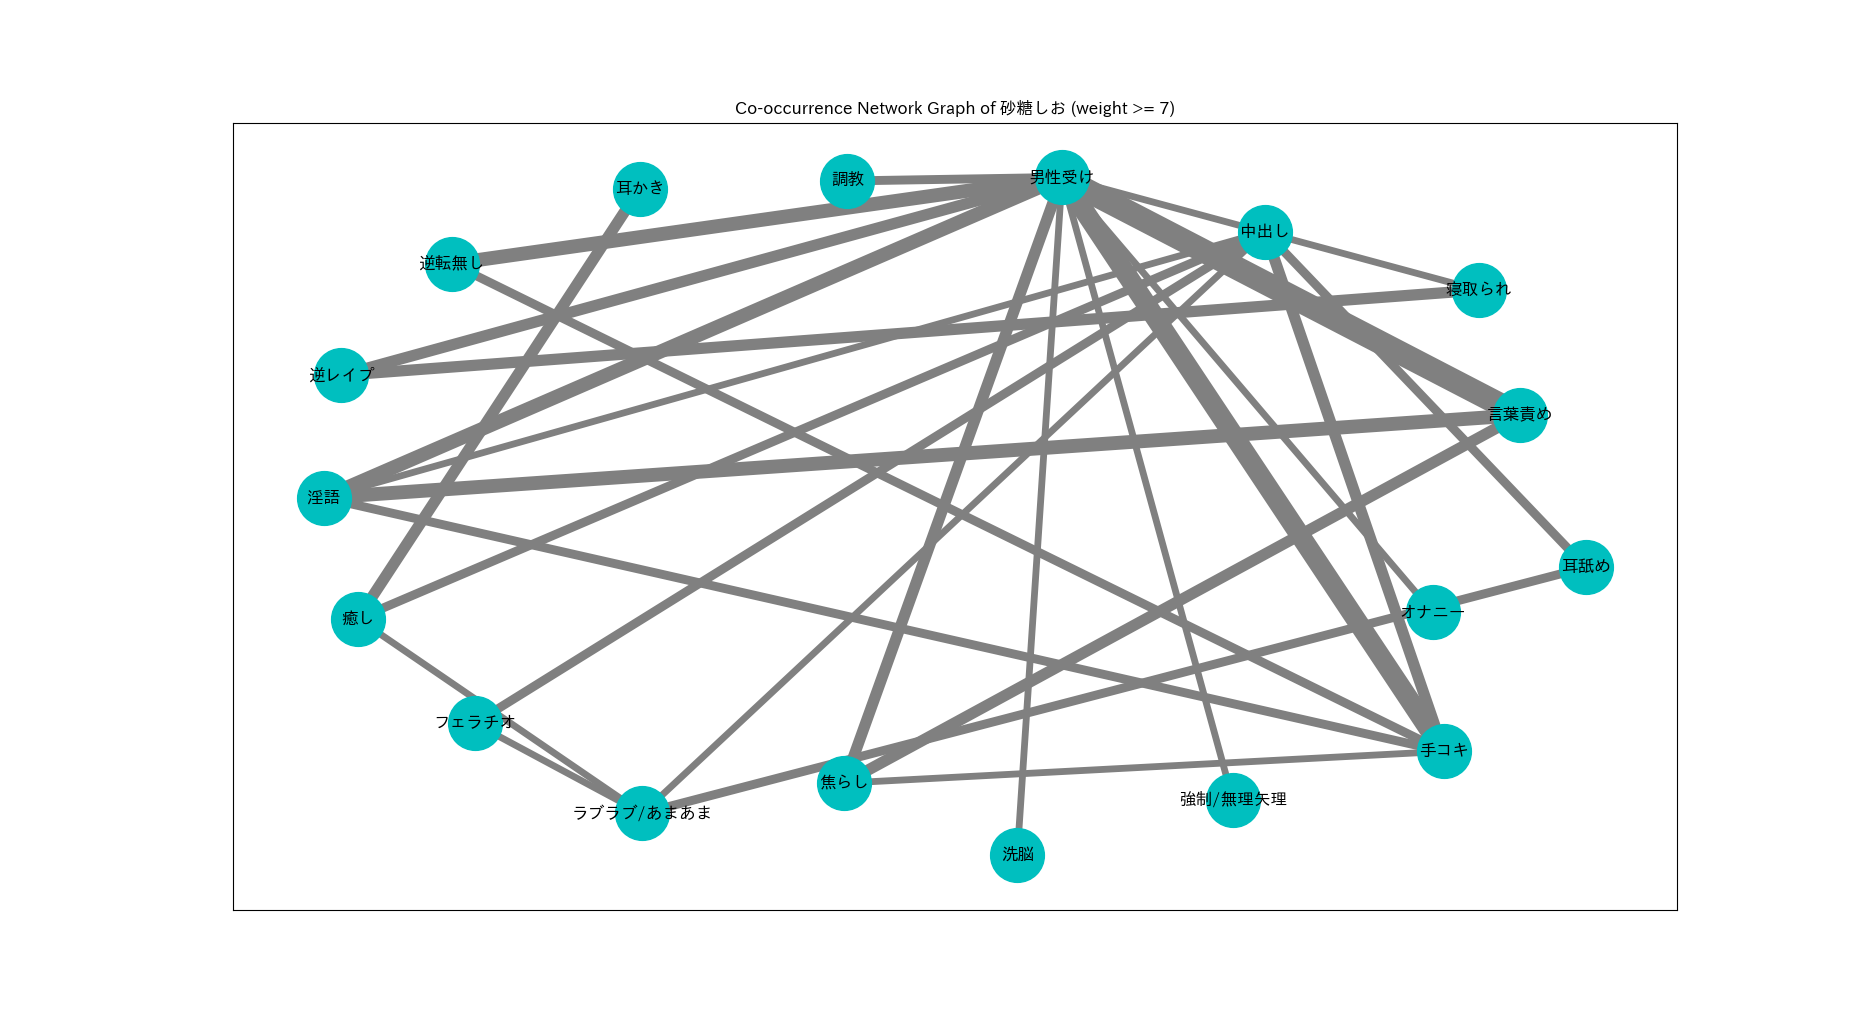 Co-occurrence Network Graph of 砂糖しお (weight >= 7)
耳かき
調教
男性受け
中出し
逆転無し
寝取られ
逆レイプ
言葉責め
淫語
耳舐め
癒し
オナニー
フェラチオ
手コキ
焦らし
強制/無理矢理
ラブラブ/あまあま
洗脳